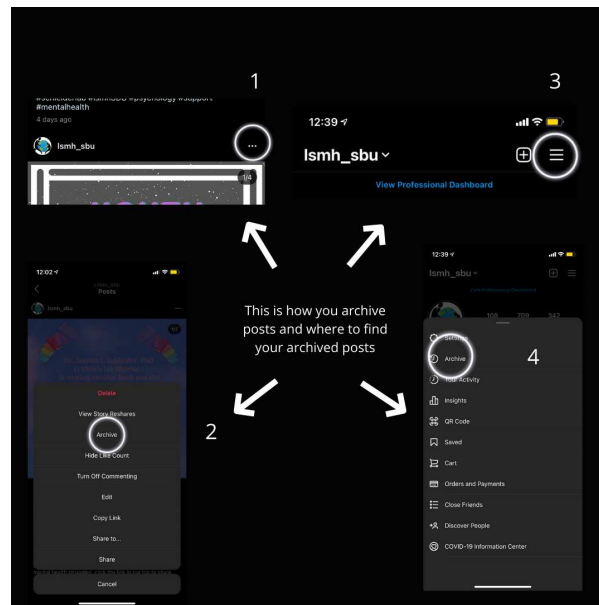 1
#mentalhealth
4 days ago
lsmh_sbu
...
1/4
3
12:39
lsmh_sbu
View Professional Dashboard
This is how you archive
posts and where to find
your archived posts
12:02
Posts
lsmh_sbu
Delete
View Story Reshares
Archive
Hide Like Count
Turn Off Commenting
Edit
Copy Link
Share to...
Share
Cancel
2
12:39
lsmh_sbu
View Professional Dashboard
108 709 542
Settings
Archive
4
Your Activity
Insights
QR Code
Saved
Cart
Orders and Payments
Close Friends
Discover People
COVID-19 Information Center